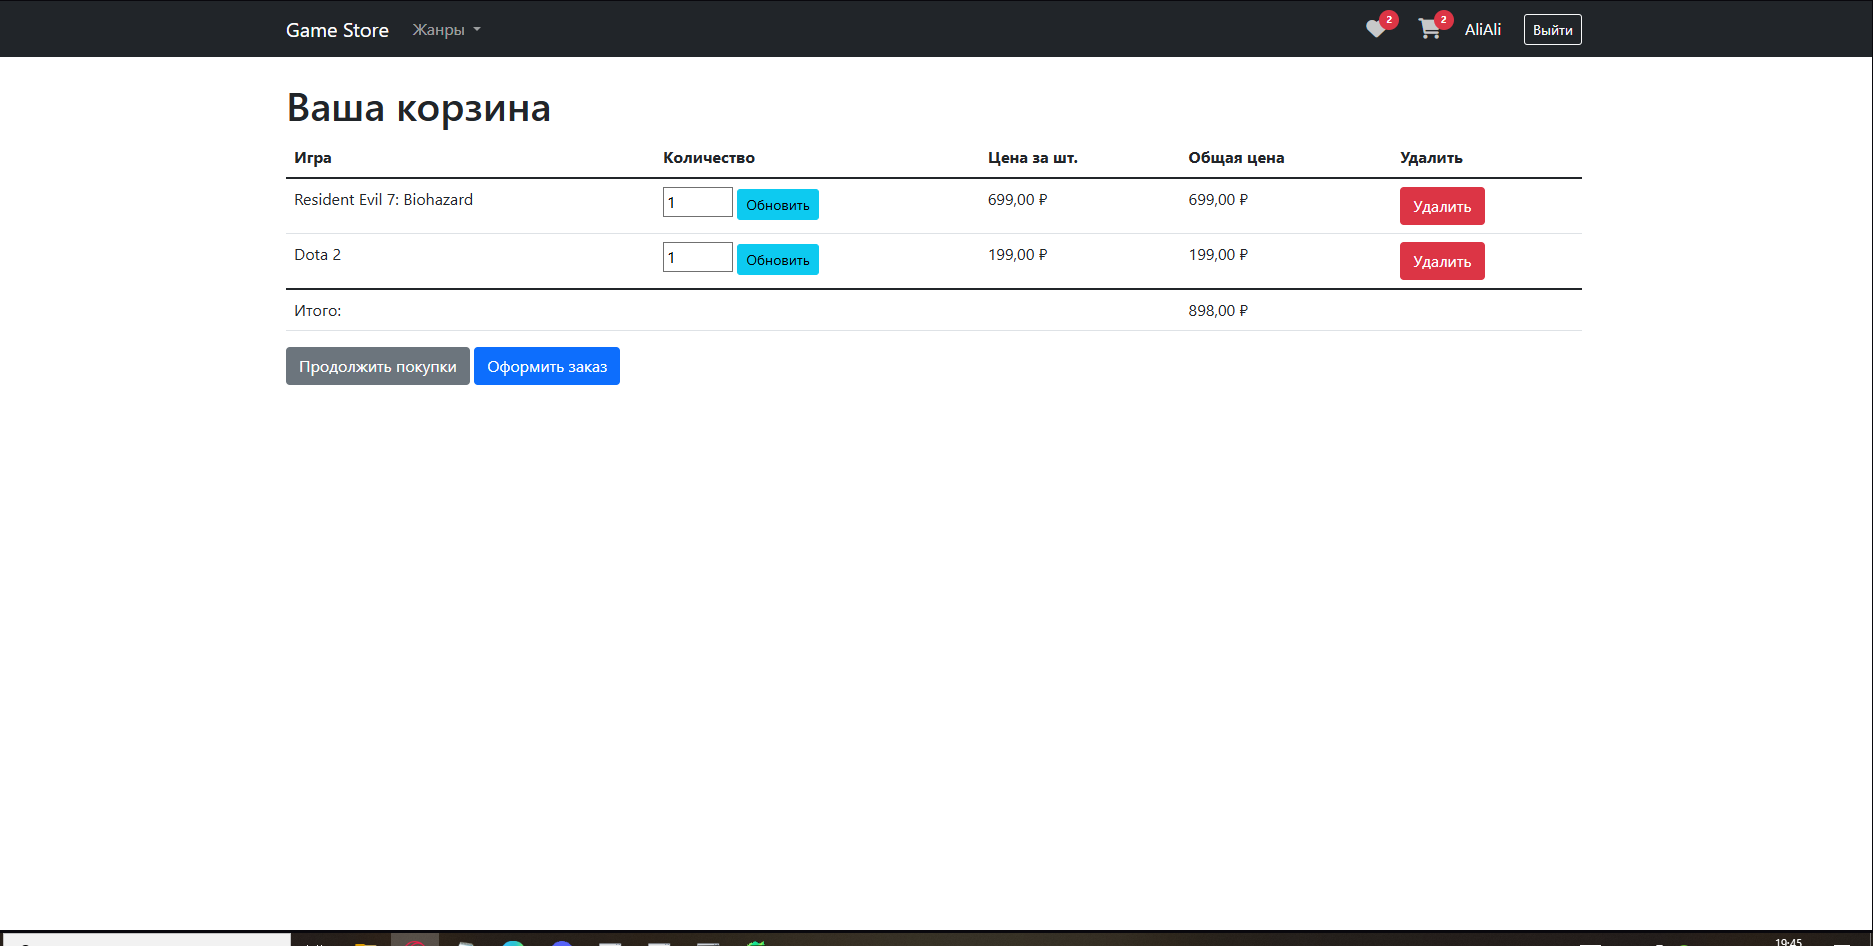 Game Store Жанры 2 2 AliAli Выйти
Ваша корзина
Игра Количество Цена за шт. Общая цена Удалить
Resident Evil 7: Biohazard 1 Обновить 699,00 ₽ 699,00 ₽ Удалить
Dota 2 1 Обновить 199,00 ₽ 199,00 ₽ Удалить
Итого: 898,00 ₽
Продолжить покупки Оформить заказ
19:45